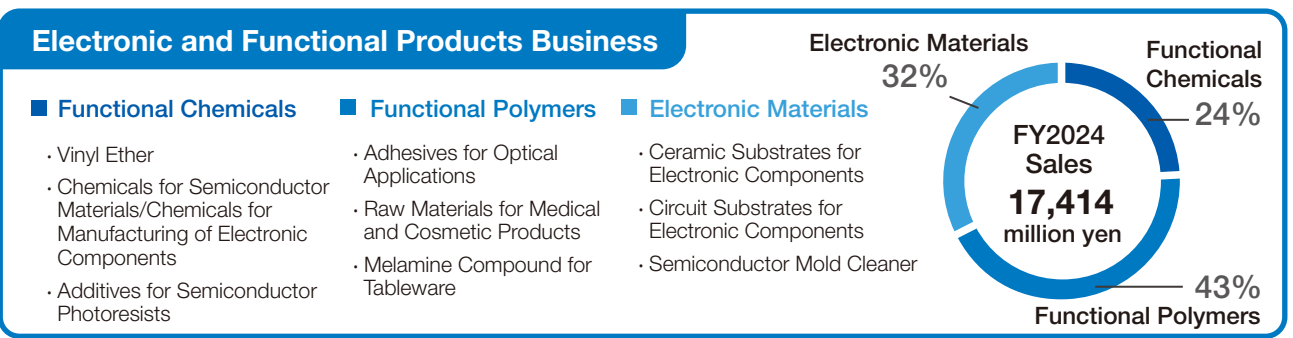 Electronic and Functional Products Business
Functional Chemicals
· Vinyl Ether
· Chemicals for Semiconductor
Materials/Chemicals for
Manufacturing of Electronic
Components
· Additives for Semiconductor
Photoresists
Functional Polymers
· Adhesives for Optical
Applications
· Raw Materials for Medical
and Cosmetic Products
· Melamine Compound for
Tableware
Electronic Materials
· Ceramic Substrates for
Electronic Components
· Circuit Substrates for
Electronic Components
· Semiconductor Mold Cleaner
Electronic Materials
32%
Functional
Chemicals
24%
FY2024
Sales
17,414
million yen
43%
Functional Polymers